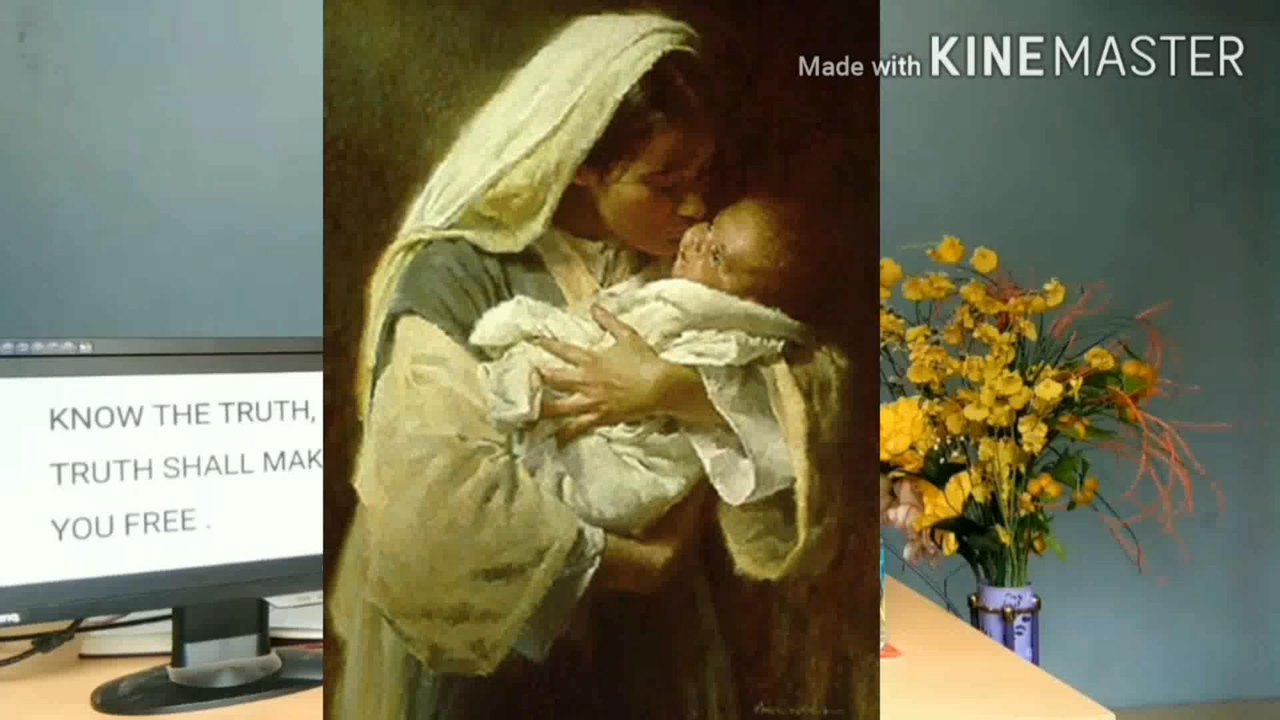 Made with KINEMASTER
KNOW THE TRUTH,
TRUTH SHALL MAK
YOU FREE .